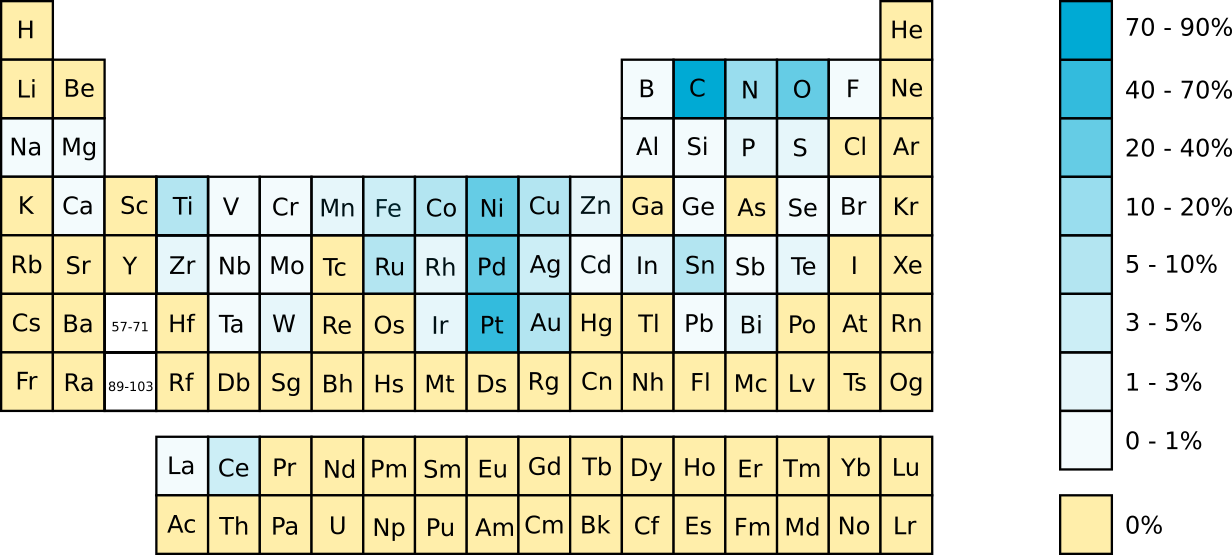 H He 70 - 90%
Li Be B C N O F Ne 40 - 70%
Na Mg Al Si P S Cl Ar 20 - 40%
K Ca Sc Ti V Cr Mn Fe Co Ni Cu Zn Ga Ge As Se Br Kr 10 - 20%
Rb Sr Y Zr Nb Mo Tc Ru Rh Pd Ag Cd In Sn Sb Te I Xe 5 - 10%
Cs Ba 57-71 Hf Ta W Re Os Ir Pt Au Hg Tl Pb Bi Po At Rn 3 - 5%
Fr Ra 89-103 Rf Db Sg Bh Hs Mt Ds Rg Cn Nh Fl Mc Lv Ts Og 1 - 3%
0 - 1%
La Ce Pr Nd Pm Sm Eu Gd Tb Dy Ho Er Tm Yb Lu
Ac Th Pa U Np Pu Am Cm Bk Cf Es Fm Md No Lr 0%